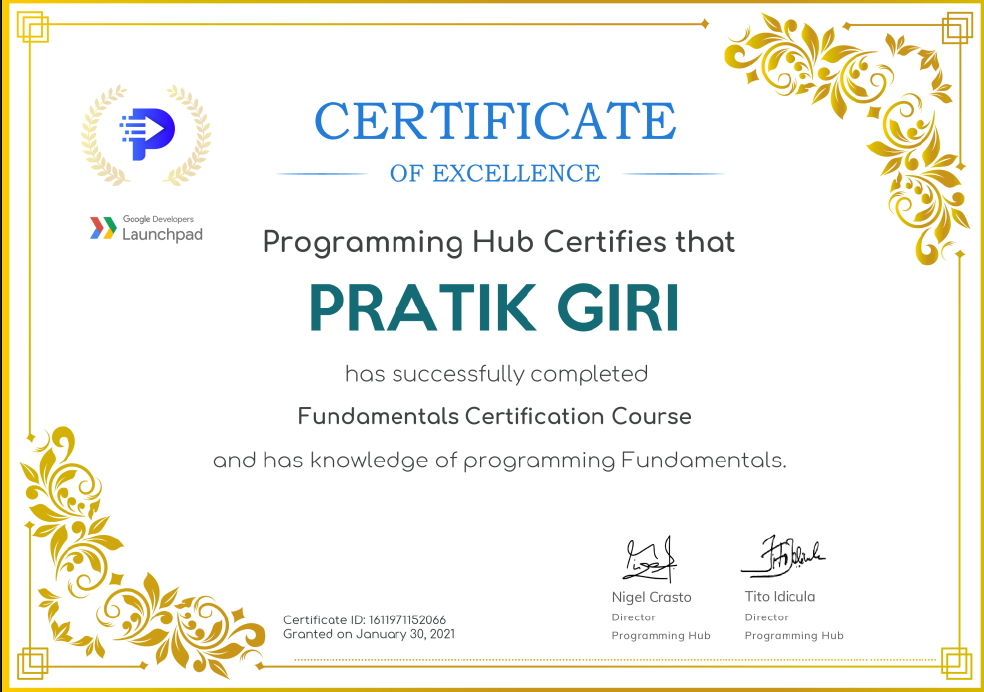 CERTIFICATE
OF EXCELLENCE
Google Developers
Launchpad
Programming Hub Certifies that
PRATIK GIRI
has successfully completed
Fundamentals Certification Course
and has knowledge of programming Fundamentals.
Nigel Crasto
Director
Programming Hub
Tito Idicula
Director
Programming Hub
Certificate ID: 1611971152066
Granted on January 30, 2021